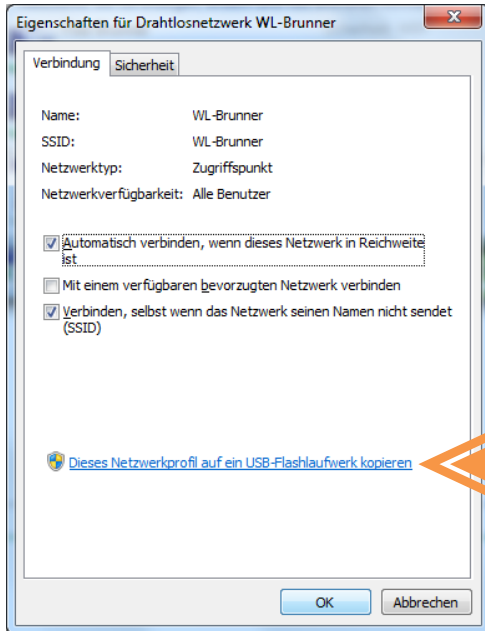 Eigenschaften für Drahtlosnetzwerk WL-Brunner
Verbindung Sicherheit
Name: WL-Brunner
SSID: WL-Brunner
Netzwerktyp: Zugriffspunkt
Netzwerkverfügbarkeit: Alle Benutzer
Automatisch verbinden, wenn dieses Netzwerk in Reichweite
ist
Mit einem verfügbaren bevorzugten Netzwerk verbinden
Verbinden, selbst wenn das Netzwerk seinen Namen nicht sendet
(SSID)
Dieses Netzwerkprofil auf ein USB-Flashlaufwerk kopieren
OK Abbrechen